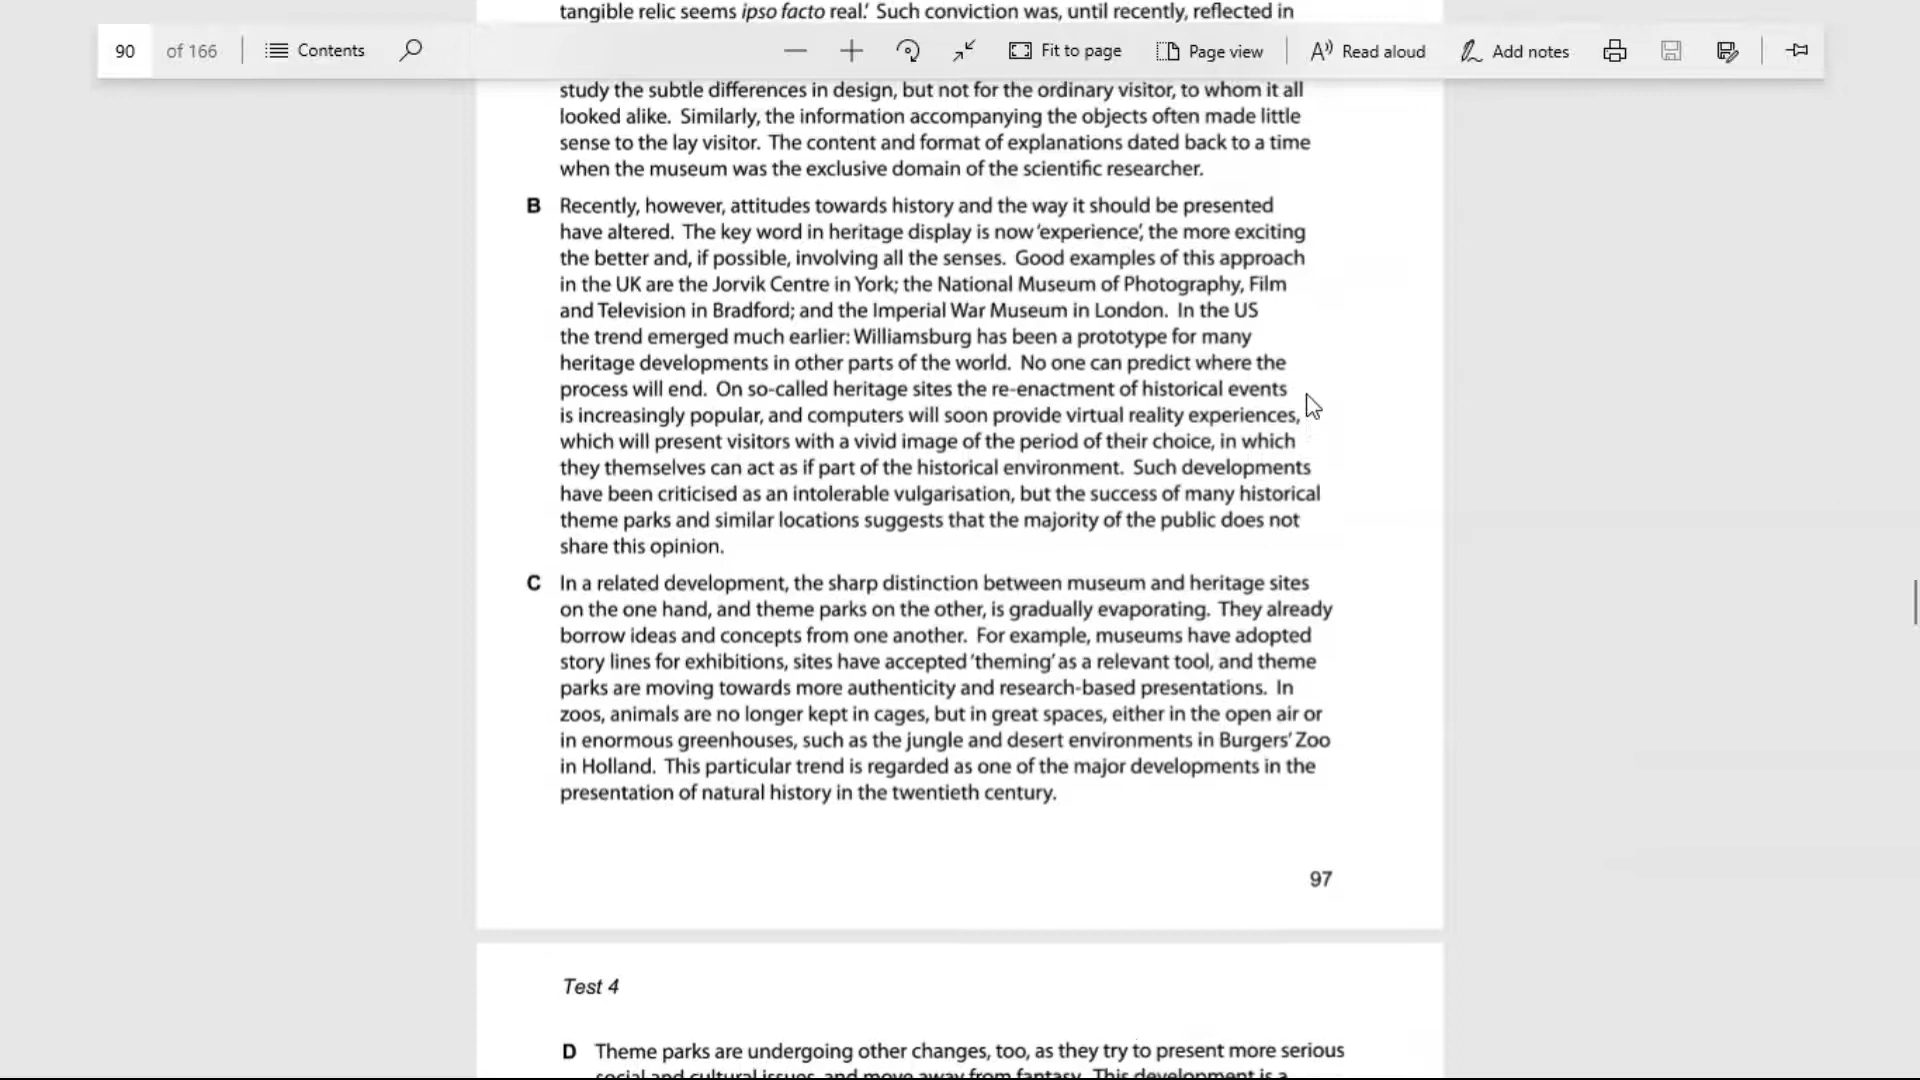 tangible relic seems ipso facto real.' Such conviction was, until recently, reflected in
90 of 166 Contents Fit to page Page view Read aloud Add notes
study the subtle differences in design, but not for the ordinary visitor, to whom it all
looked alike. Similarly, the information accompanying the objects often made little
sense to the lay visitor. The content and format of explanations dated back to a time
when the museum was the exclusive domain of the scientific researcher.
B Recently, however, attitudes towards history and the way it should be presented
have altered. The key word in heritage display is now 'experience', the more exciting
the better and, if possible, involving all the senses. Good examples of this approach
in the UK are the Jorvik Centre in York; the National Museum of Photography, Film
and Television in Bradford; and the Imperial War Museum in London. In the US
the trend emerged much earlier: Williamsburg has been a prototype for many
heritage developments in other parts of the world. No one can predict where the
process will end. On so-called heritage sites the re-enactment of historical events
is increasingly popular, and computers will soon provide virtual reality experiences,
which will present visitors with a vivid image of the period of their choice, in which
they themselves can act as if part of the historical environment. Such developments
have been criticised as an intolerable vulgarisation, but the success of many historical
theme parks and similar locations suggests that the majority of the public does not
share this opinion.
C In a related development, the sharp distinction between museum and heritage sites
on the one hand, and theme parks on the other, is gradually evaporating. They already
borrow ideas and concepts from one another. For example, museums have adopted
story lines for exhibitions, sites have accepted 'theming' as a relevant tool, and theme
parks are moving towards more authenticity and research-based presentations. In
zoos, animals are no longer kept in cages, but in great spaces, either in the open air or
in enormous greenhouses, such as the jungle and desert environments in Burgers' Zoo
in Holland. This particular trend is regarded as one of the major developments in the
presentation of natural history in the twentieth century.
97
Test 4
D Theme parks are undergoing other changes, too, as they try to present more serious
social and cultural issues, and move away from fantasy. This development is a